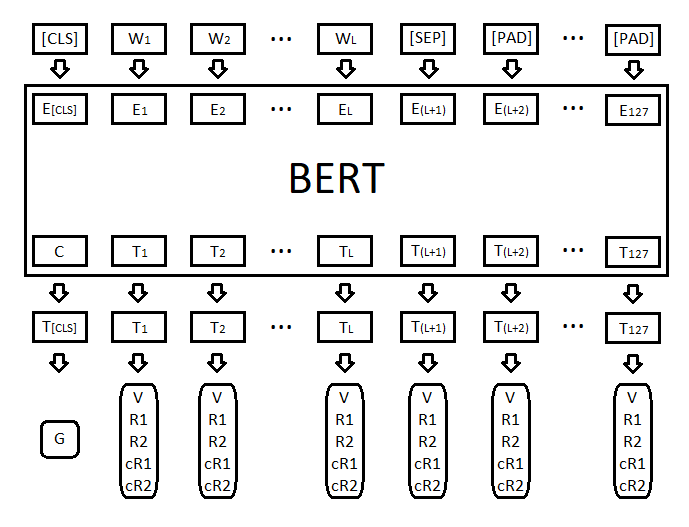 [CLS] W1 W2 ... WL [SEP] [PAD] ... [PAD]
E[CLS] E1 E2 ... EL E(L+1) E(L+2) ... E127
BERT
C T1 T2 ... TL T(L+1) T(L+2) ... T127
T[CLS] T1 T2 ... TL T(L+1) T(L+2) ... T127
V V V V V V
R1 R1 R1 R1 R1 R1
G R2 R2 R2 R2 R2 R2
cR1 cR1 cR1 cR1 cR1 cR1
cR2 cR2 cR2 cR2 cR2 cR2